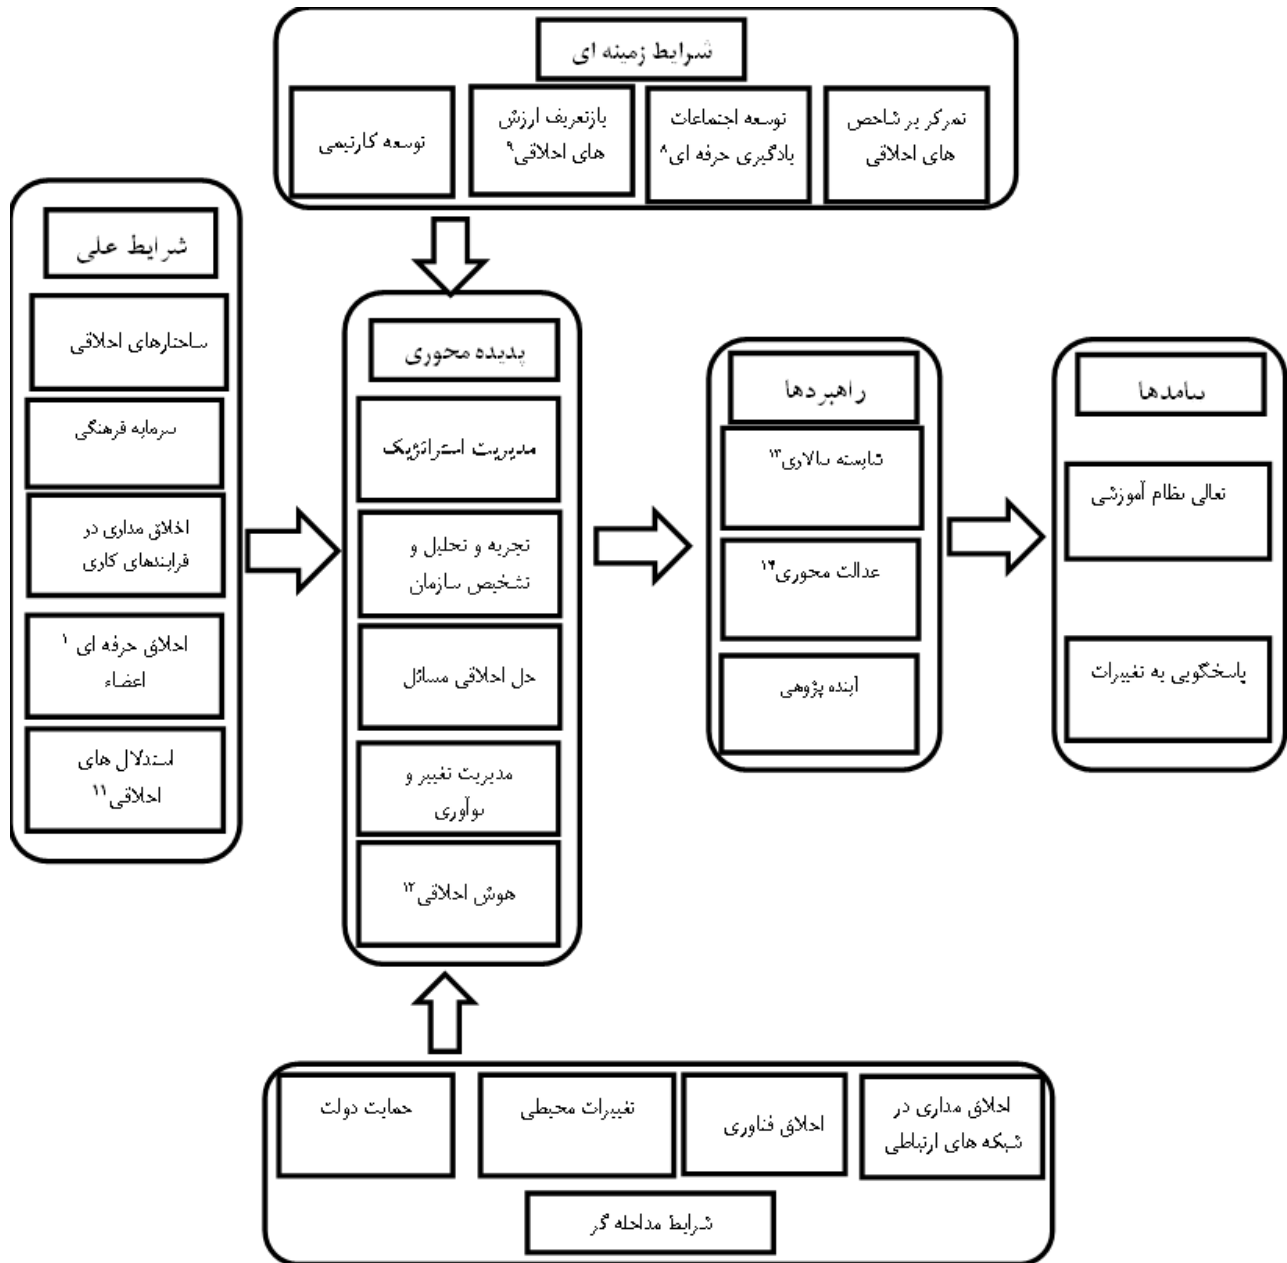 شرایط زمینه ای
تمرکز بر شاخص
های اخلاقی
توسعه اجتماعات
یادگیری حرفه ای۸
بازتعریف ارزش
های اخلاقی۹
توسعه کارتیمی
شرایط علی
ساختارهای اخلاقی
سرمایه فرهنگی
اخلاق مداری در
فرایندهای کاری
اخلاق حرفه ای ۱
اعضاء
استدلال های
اخلاقی۱۱
پدیده محوری
مدیریت استراتژیک
تجزیه و تحلیل و
تشخیص سازمان
حل اخلاقی مسائل
مدیریت تغییر و
نوآوری
هوش اخلاقی۱۲
راهبردها
شایسته سالاری۱۳
عدالت محوری۱۴
آینده پژوهی
پیامدها
تعالی نظام آموزشی
پاسخگویی به تغییرات
اخلاق مداری در
شبکه های ارتباطی
اخلاق فناوری
تغییرات محیطی
حمایت دولت
شرایط مداخله گر